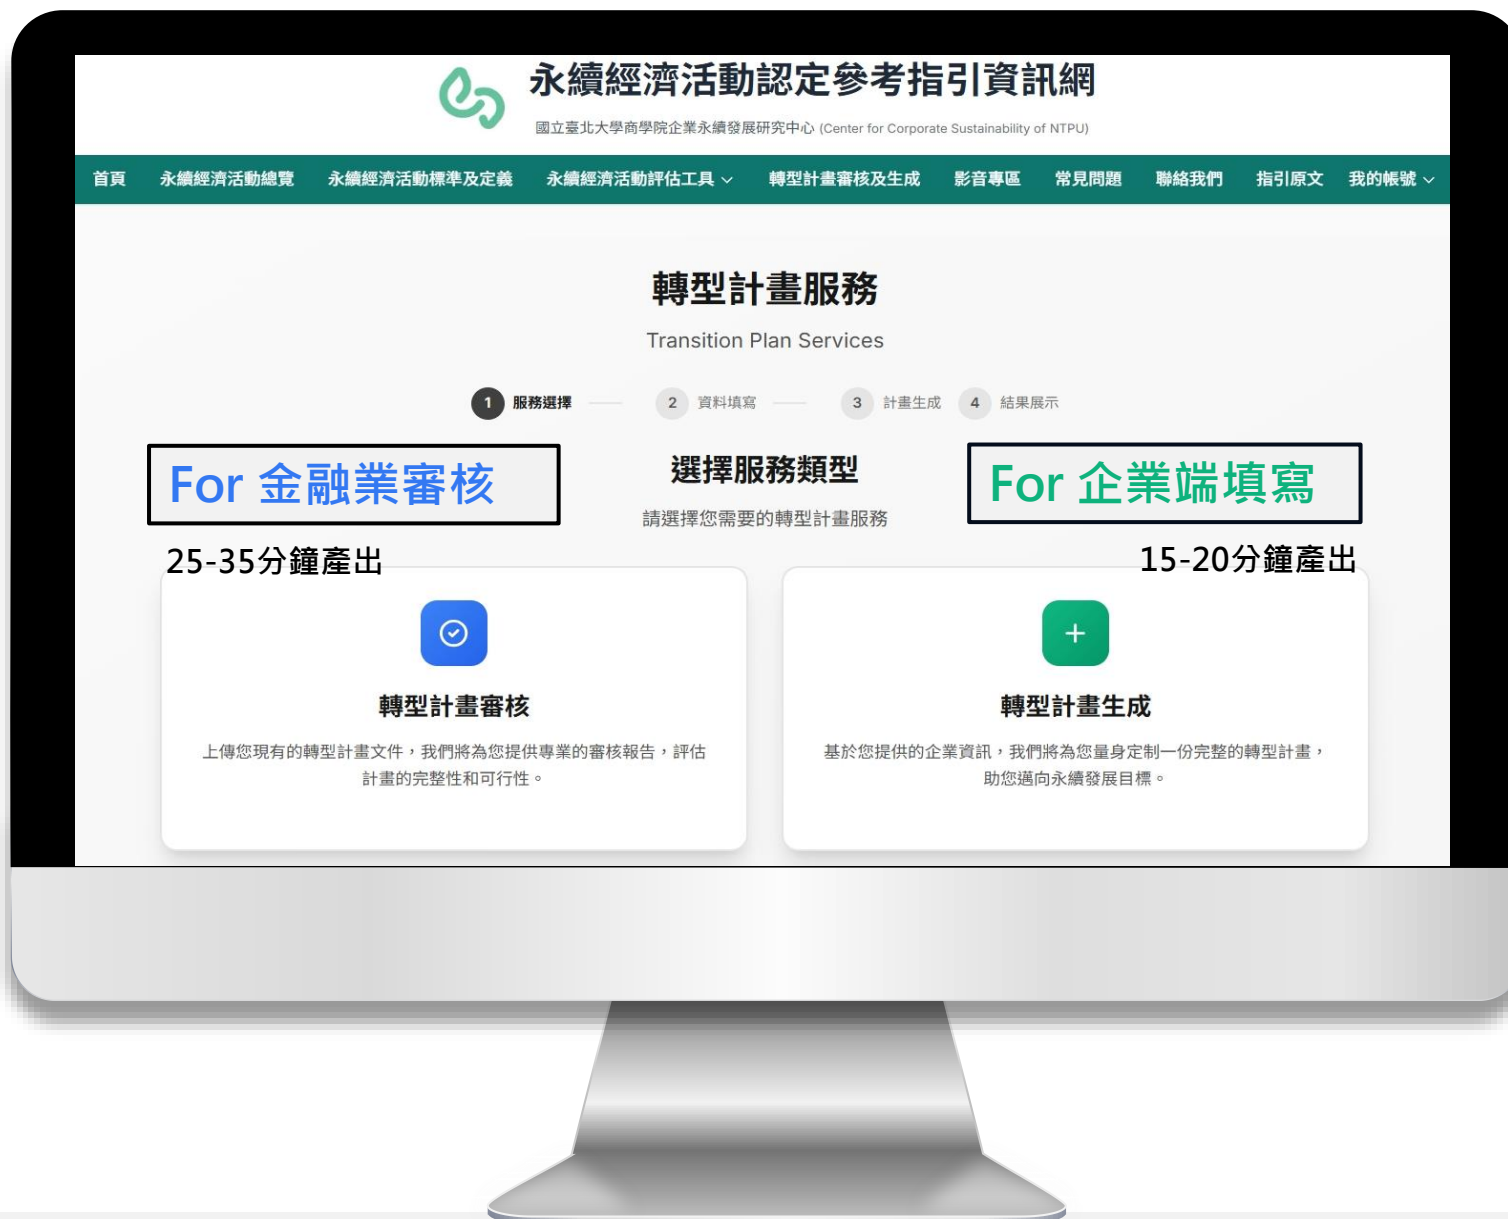 永續經濟活動認定參考指引資訊網
國立臺北大學商學院企業永續發展研究中心 (Center for Corporate Sustainability of NTPU)
首頁 永續經濟活動總覽 永續經濟活動標準及定義 永續經濟活動評估工具 轉型計畫審核及生成 影音專區 常見問題 聯絡我們 指引原文 我的帳號
轉型計畫服務
Transition Plan Services
1 服務選擇 2 資料填寫 3 計畫生成 4 結果展示
For 金融業審核
選擇服務類型
For 企業端填寫
請選擇您需要的轉型計畫服務
25-35分鐘產出
15-20分鐘產出
轉型計畫審核
上傳您現有的轉型計畫文件，我們將為您提供專業的審核報告，評估
計畫的完整性和可行性。
轉型計畫生成
基於您提供的企業資訊，我們將為您量身定制一份完整的轉型計畫，
助您邁向永續發展目標。